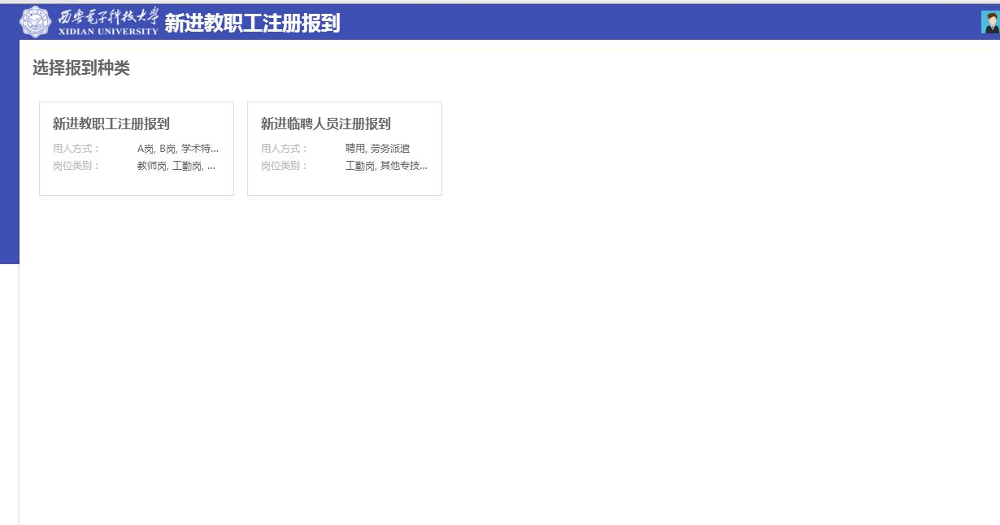 西安电子科技大学
XIDIAN UNIVERSITY
新进教职工注册报到
选择报到种类
新进教职工注册报到
用人方式： A岗, B岗, 学术特...
岗位类别： 教师岗, 工勤岗, ...
新进临聘人员注册报到
用人方式： 聘用, 劳务派遣
岗位类别： 工勤岗, 其他专技...